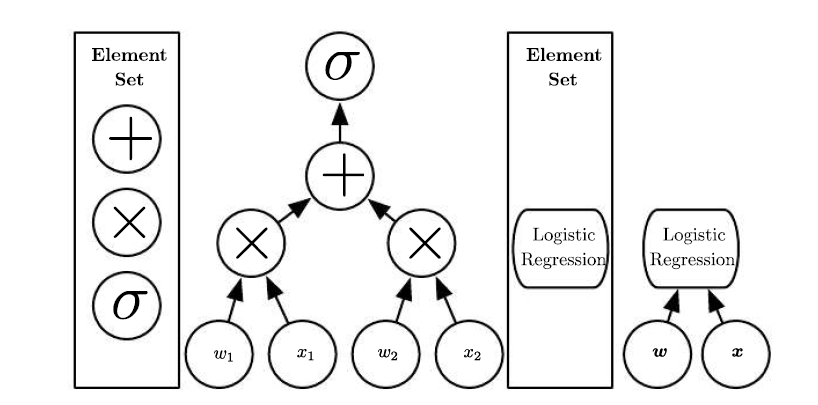 Element
Set
+
×
σ
σ
+
× ×
w₁ x₁ w₂ x₂
Element
Set
Logistic
Regression
Logistic
Regression
w x